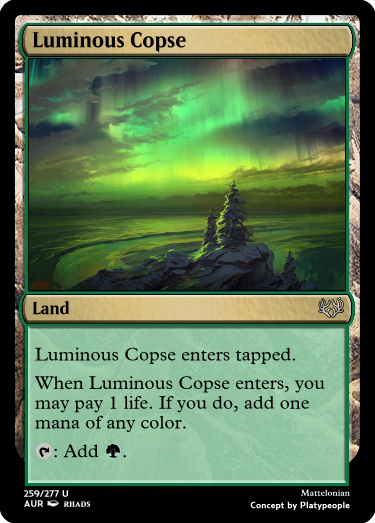 Luminous Copse
Land
Luminous Copse enters tapped.
When Luminous Copse enters, you
may pay 1 life. If you do, add one
mana of any color.
: Add .
259/277 U
Mattelonian
AUR RHADS
Concept by Platypeople